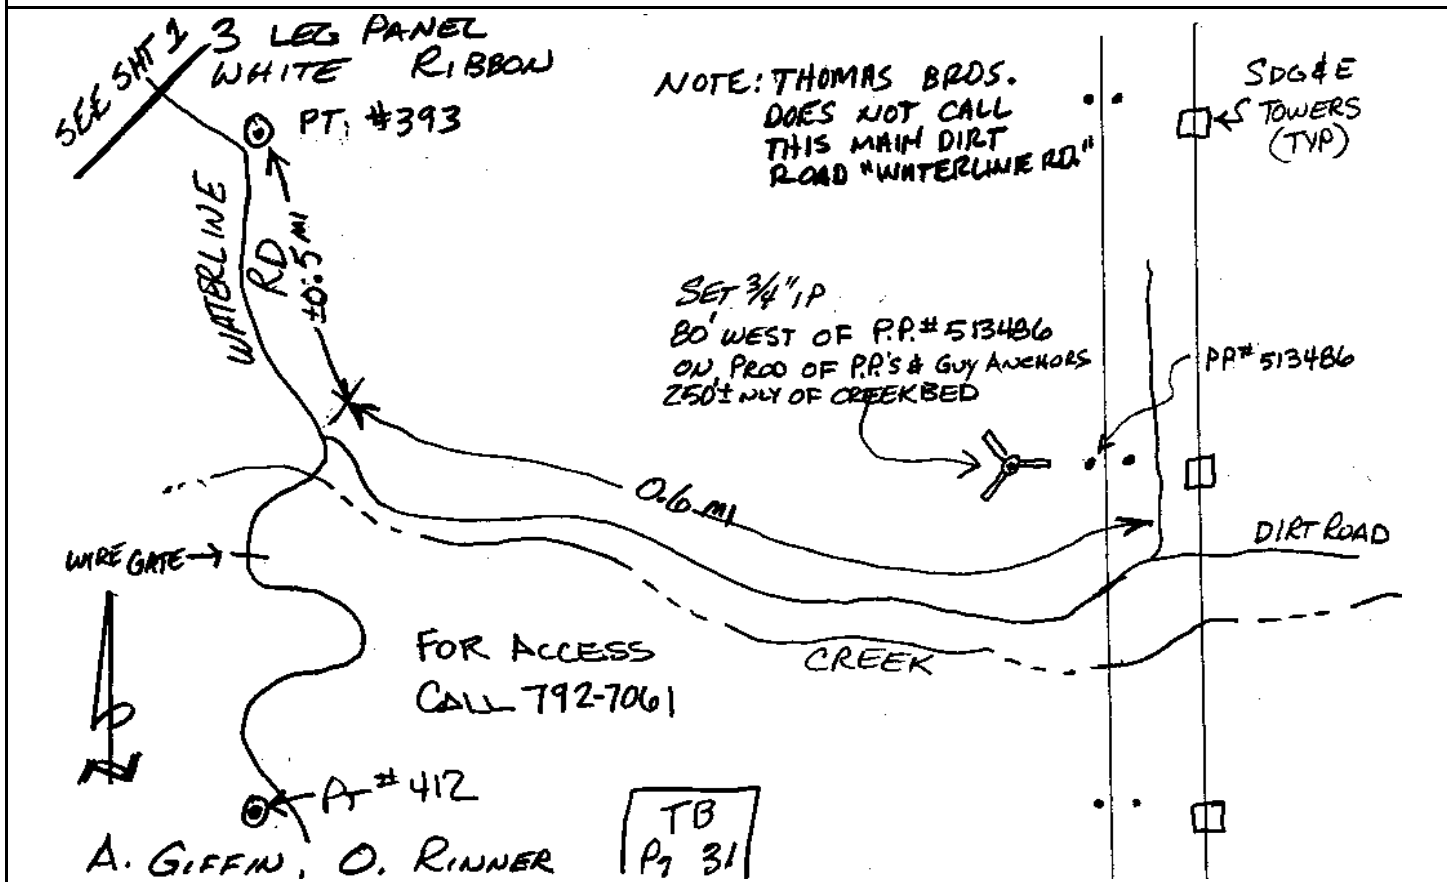 SEE SHT 1
3 LEG PANEL
WHITE RIBBON
PT. #393
NOTE: THOMAS BROS.
DOES NOT CALL
THIS MAIN DIRT
ROAD "WATERLINE RD."
SDG&E
TOWERS
(TYP)
WATERLINE
RD
±0.5 MI
SET 3/4" IP
80' WEST OF P.P.# 513486
ON PROD OF P.P.'S & GUY ANCHORS
250'± NLY OF CREEKBED
P.P.# 513486
0.6 MI
DIRT ROAD
WIRE GATE
FOR ACCESS
CALL 792-7061
CREEK
N
#412
A. GIFFIN, O. RINNER
TB
Pg 31